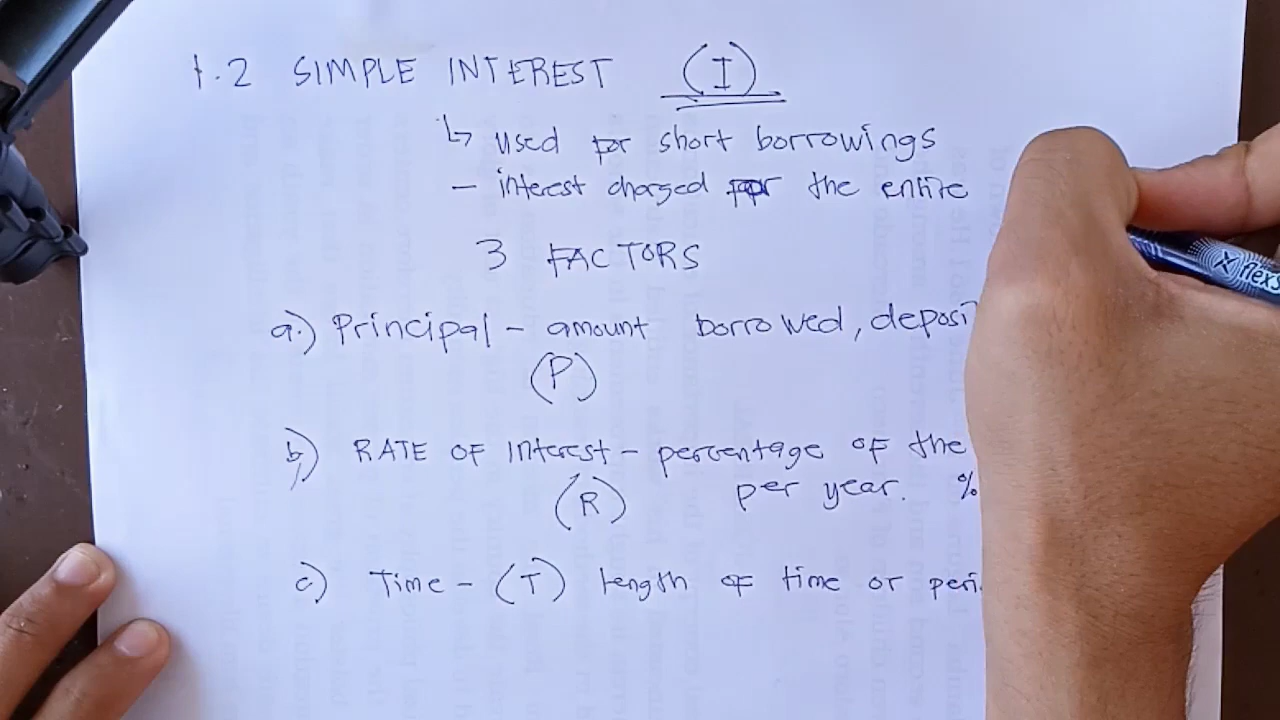 1.2 SIMPLE INTEREST (I)
↳ used for short borrowings
- interest charged for the entire
3 FACTORS
a.) Principal - amount borrowed, deposi
(P)
b.) RATE OF Interest - percentage of the
(R) per year. %
c.) Time - (T) length of time or peri
flex